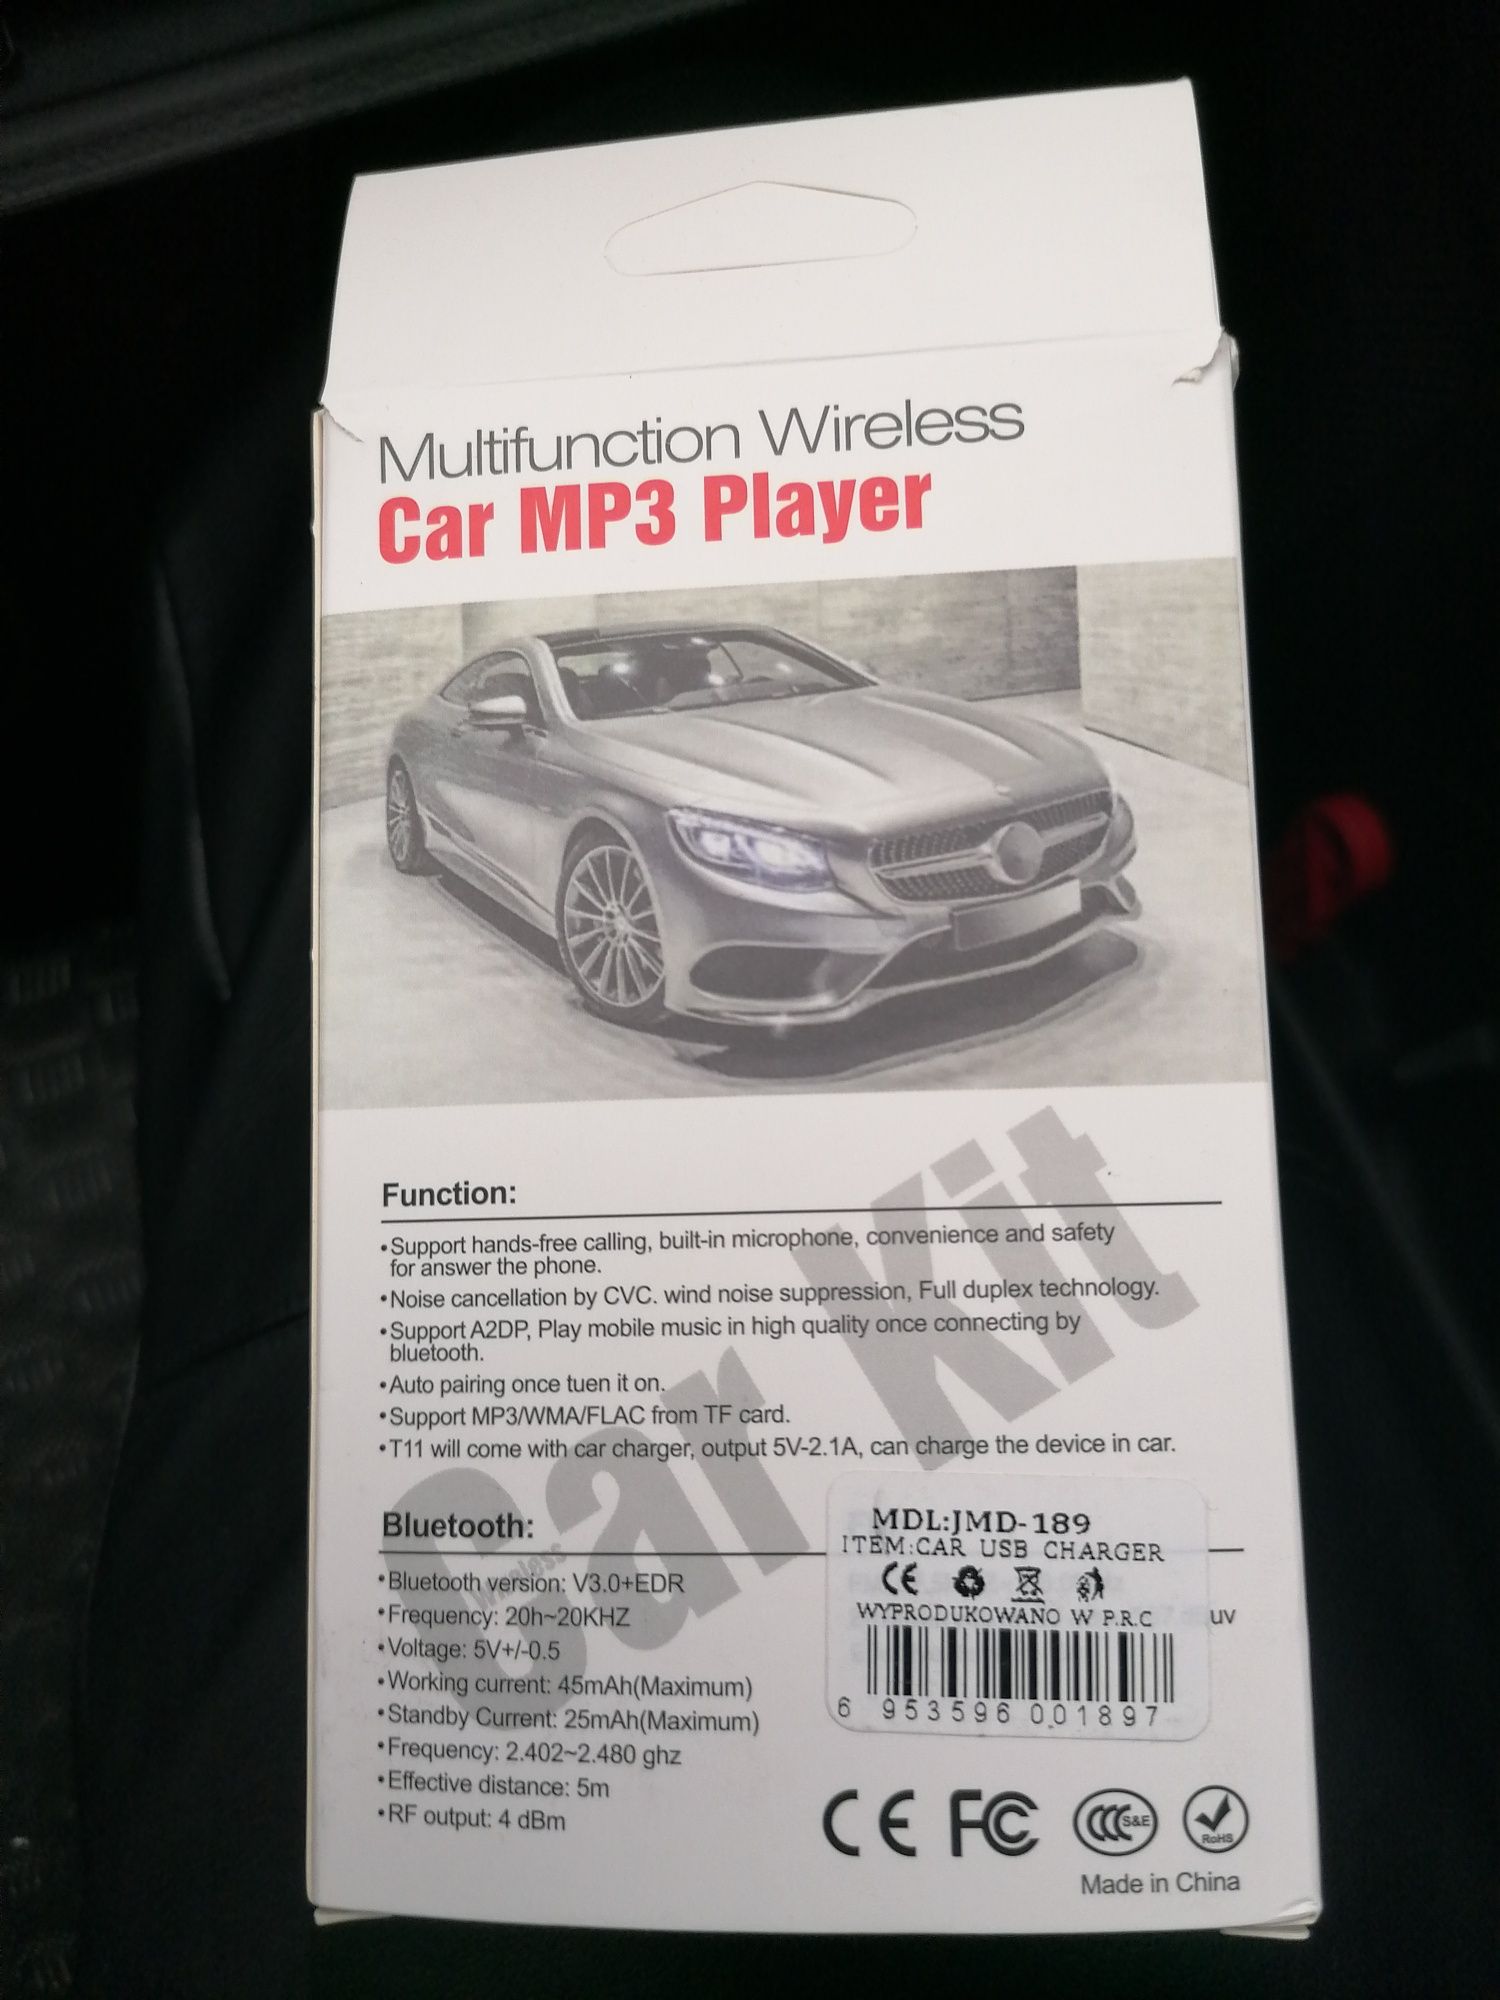 Multifunction Wireless
Car MP3 Player
Car Kit
Wireless
Function:
•Support hands-free calling, built-in microphone, convenience and safety
for answer the phone.
•Noise cancellation by CVC. wind noise suppression, Full duplex technology.
•Support A2DP, Play mobile music in high quality once connecting by
bluetooth.
•Auto pairing once tuen it on.
•Support MP3/WMA/FLAC from TF card.
•T11 will come with car charger, output 5V-2.1A, can charge the device in car.
Bluetooth:
•Bluetooth version: V3.0+EDR
•Frequency: 20h~20KHZ
•Voltage: 5V+/-0.5
•Working current: 45mAh(Maximum)
•Standby Current: 25mAh(Maximum)
•Frequency: 2.402~2.480 ghz
•Effective distance: 5m
•RF output: 4 dBm
MDL:JMD-189
ITEM:CAR USB CHARGER
CE
WYPRODUKOWANO W P.R.C
uv
6 953596 001897
CE FC CCC S&E RoHS
Made in China